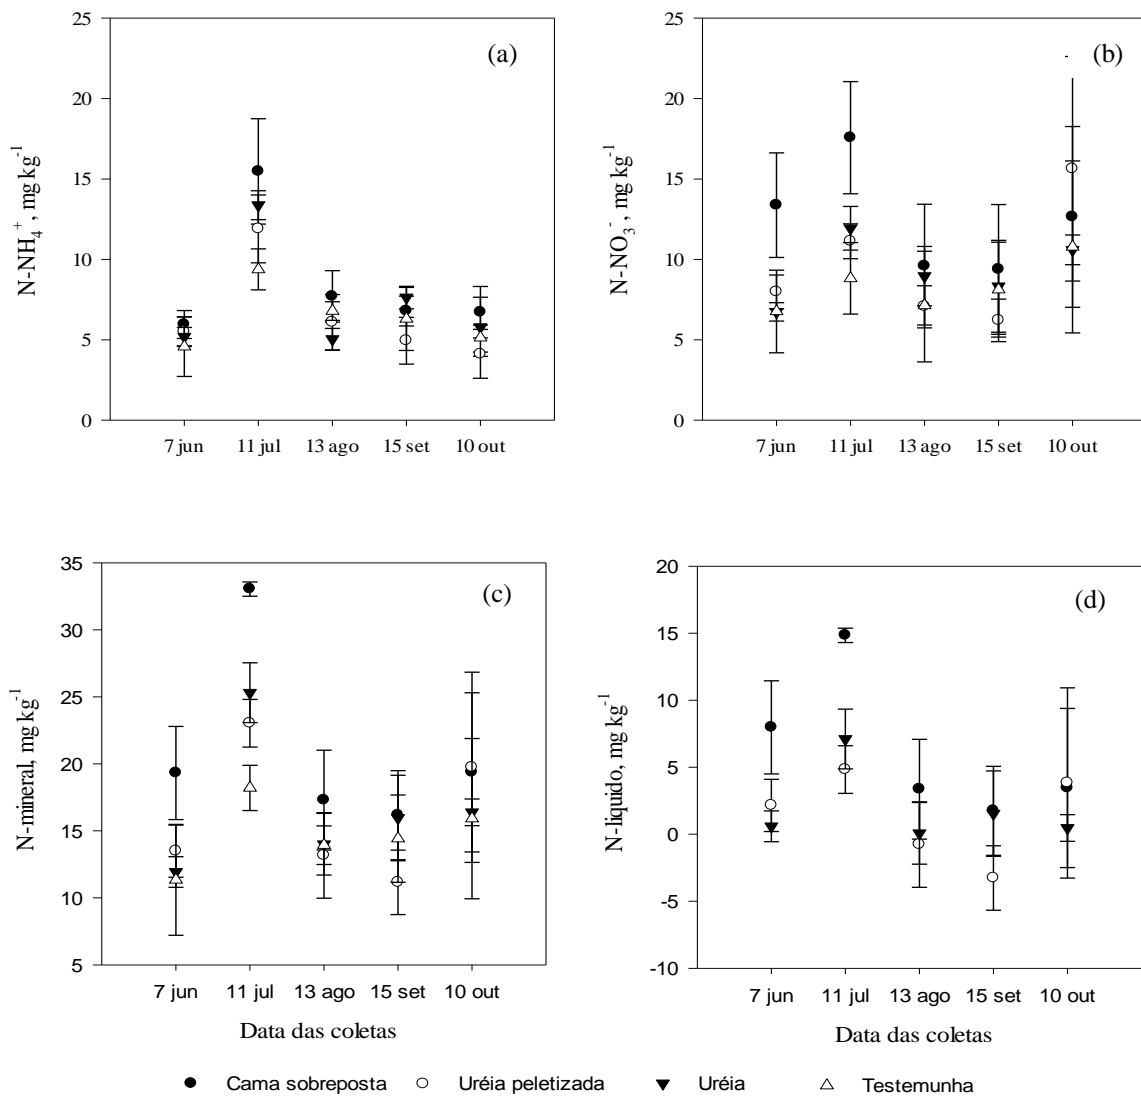 25
20
15
10
5
0
N-NH₄⁺, mg kg⁻¹
(a)
7 jun 11 jul 13 ago 15 set 10 out
25
20
15
10
5
0
N-NO₃⁻, mg kg⁻¹
(b)
7 jun 11 jul 13 ago 15 set 10 out
35
30
25
20
15
10
5
N-mineral, mg kg⁻¹
(c)
7 jun 11 jul 13 ago 15 set 10 out
Data das coletas
20
15
10
5
0
-5
-10
N-liquido, mg kg⁻¹
(d)
7 jun 11 jul 13 ago 15 set 10 out
Data das coletas
Cama sobreposta Uréia peletizada Uréia Testemunha